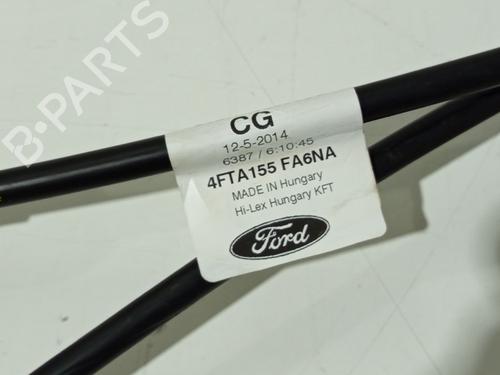 B-PARTS
CG
12-5-2014
6387 / 6:10:45
4FTA155 FA6NA
MADE IN Hungary
Hi-Lex Hungary KFT
Ford